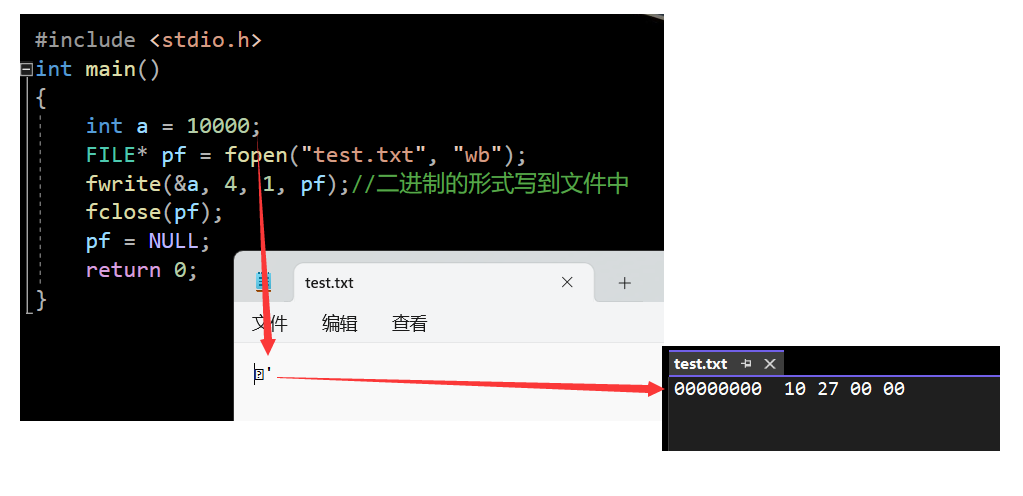 #include <stdio.h>
int main()
{
int a = 10000;
FILE* pf = fopen("test.txt", "wb");
fwrite(&a, 4, 1, pf);//二进制的形式写到文件中
fclose(pf);
pf = NULL;
return 0;
}
test.txt
文件 编辑 查看
'
test.txt
00000000 10 27 00 00